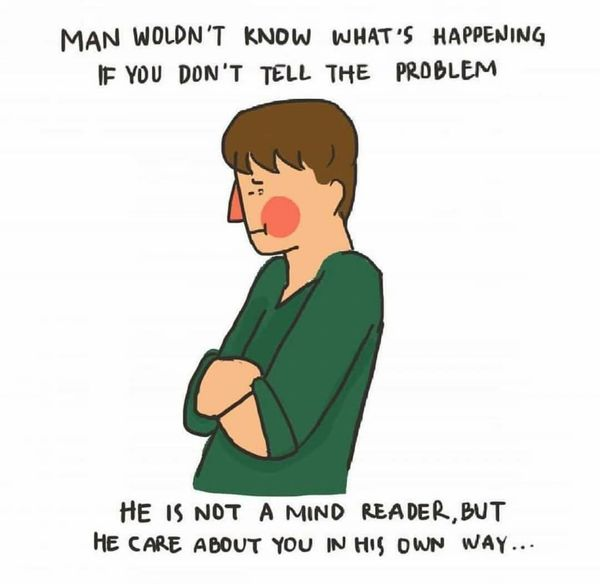 MAN WOLDN'T KNOW WHAT'S HAPPENING
IF YOU DON'T TELL THE PROBLEM
HE IS NOT A MIND READER, BUT
HE CARE ABOUT YOU IN HIS OWN WAY...